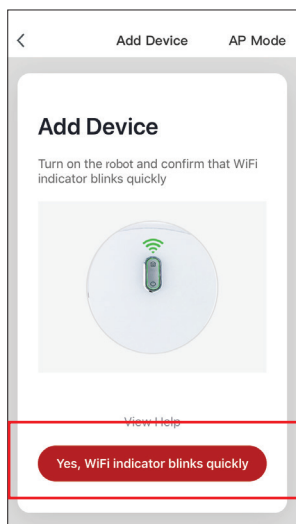 Add Device AP Mode
Add Device
Turn on the robot and confirm that WiFi
indicator blinks quickly
View Help
Yes, WiFi indicator blinks quickly